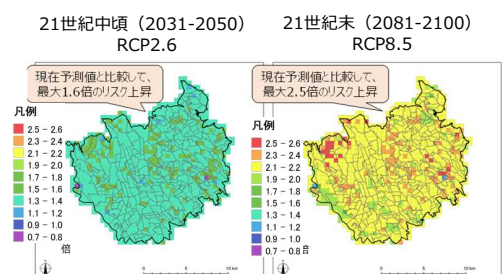 21世紀中頃（2031-2050）
RCP2.6
現在予測値と比較して、
最大1.6倍のリスク上昇
凡例
2.5 - 2.6
2.3 - 2.4
2.1 - 2.2
1.9 - 2.0
1.7 - 1.8
1.5 - 1.6
1.3 - 1.4
1.1 - 1.2
0.9 - 1.0
0.7 - 0.8
倍
0 5 10 km
21世紀末（2081-2100）
RCP8.5
現在予測値と比較して、
最大2.5倍のリスク上昇
凡例
2.5 - 2.6
2.3 - 2.4
2.1 - 2.2
1.9 - 2.0
1.7 - 1.8
1.5 - 1.6
1.3 - 1.4
1.1 - 1.2
0.9 - 1.0
0.7 - 0.8 倍
0 5 10 km